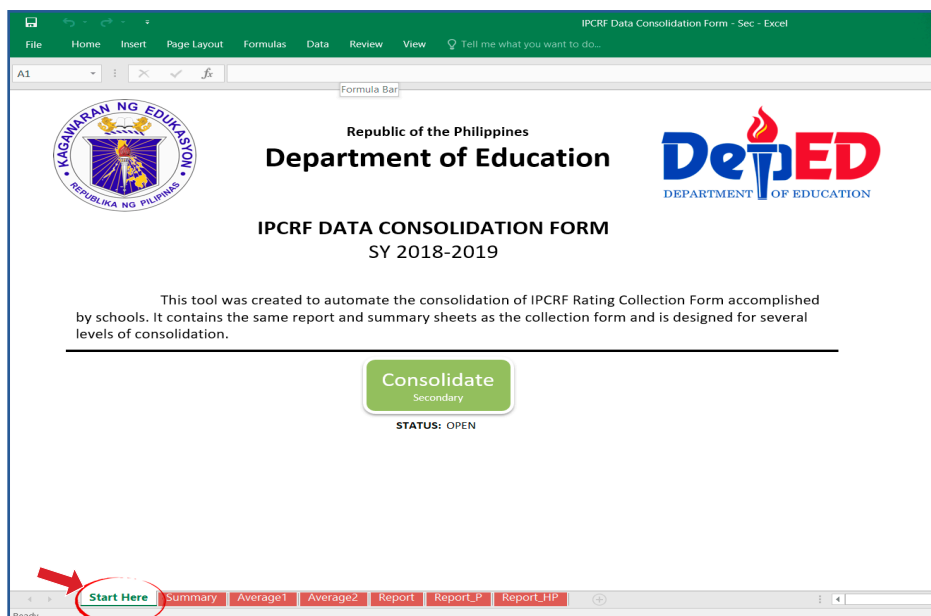 IPCRF Data Consolidation Form - Sec - Excel
File Home Insert Page Layout Formulas Data Review View Tell me what you want to do...
A1 fx
Formula Bar
KAGAWARAN NG EDUKASYON
REPUBLIKA NG PILIPINAS
Republic of the Philippines
Department of Education
DepED
DEPARTMENT OF EDUCATION
IPCRF DATA CONSOLIDATION FORM
SY 2018-2019
This tool was created to automate the consolidation of IPCRF Rating Collection Form accomplished
by schools. It contains the same report and summary sheets as the collection form and is designed for several
levels of consolidation.
Consolidate
Secondary
STATUS: OPEN
Start Here Summary Average1 Average2 Report Report_P Report_HP
Ready